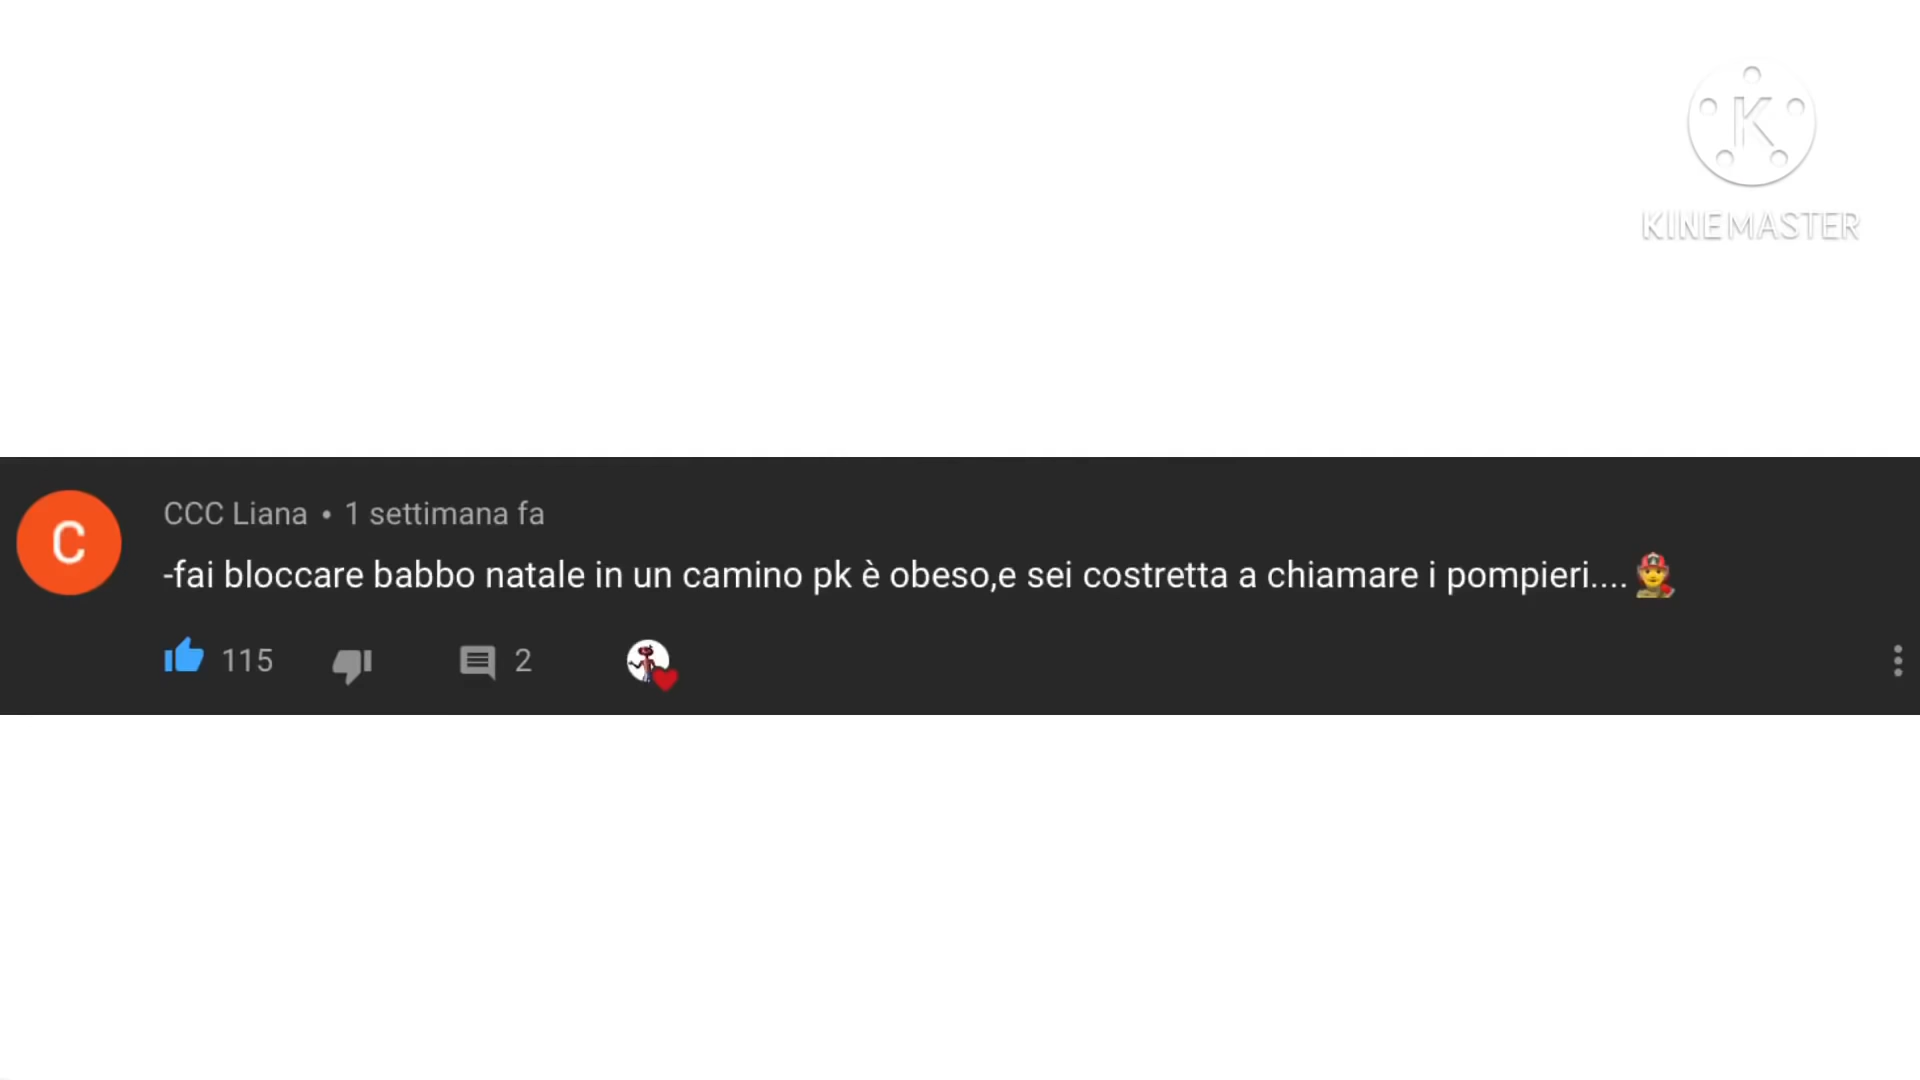 K
KINEMASTER
C
CCC Liana • 1 settimana fa
-fai bloccare babbo natale in un camino pk è obeso,e sei costretta a chiamare i pompieri....🧑‍🚒
115
2